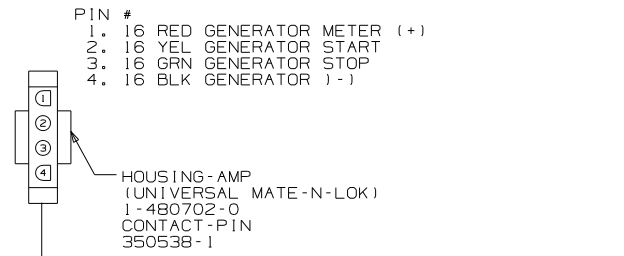 PIN #
1. 16 RED GENERATOR METER (+)
2. 16 YEL GENERATOR START
3. 16 GRN GENERATOR STOP
4. 16 BLK GENERATOR )-)
1
2
3
4
HOUSING-AMP
(UNIVERSAL MATE-N-LOK)
1-480702-0
CONTACT-PIN
350538-1